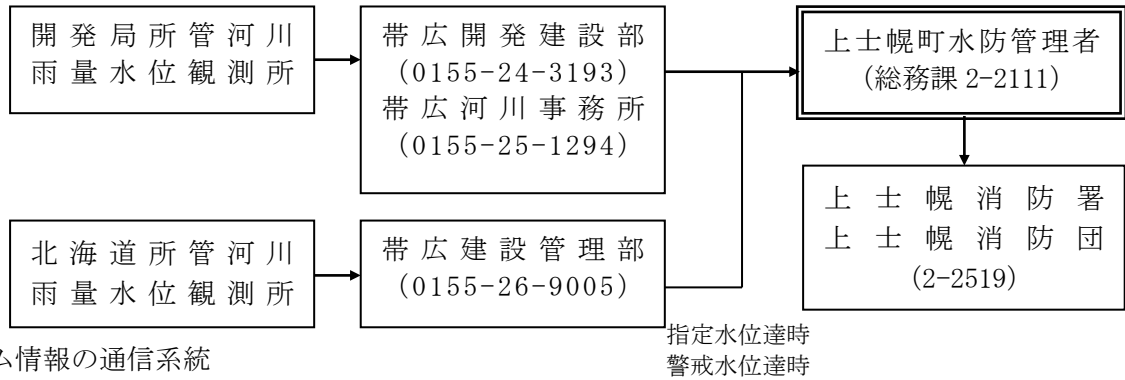 開発局所管河川
雨量水位観測所
帯広開発建設部
(0155-24-3193)
帯広河川事務所
(0155-25-1294)
上士幌町水防管理者
(総務課 2-2111)
上士幌消防署
上士幌消防団
(2-2519)
北海道所管河川
雨量水位観測所
帯広建設管理部
(0155-26-9005)
指定水位達時
警戒水位達時
ム情報の通信系統